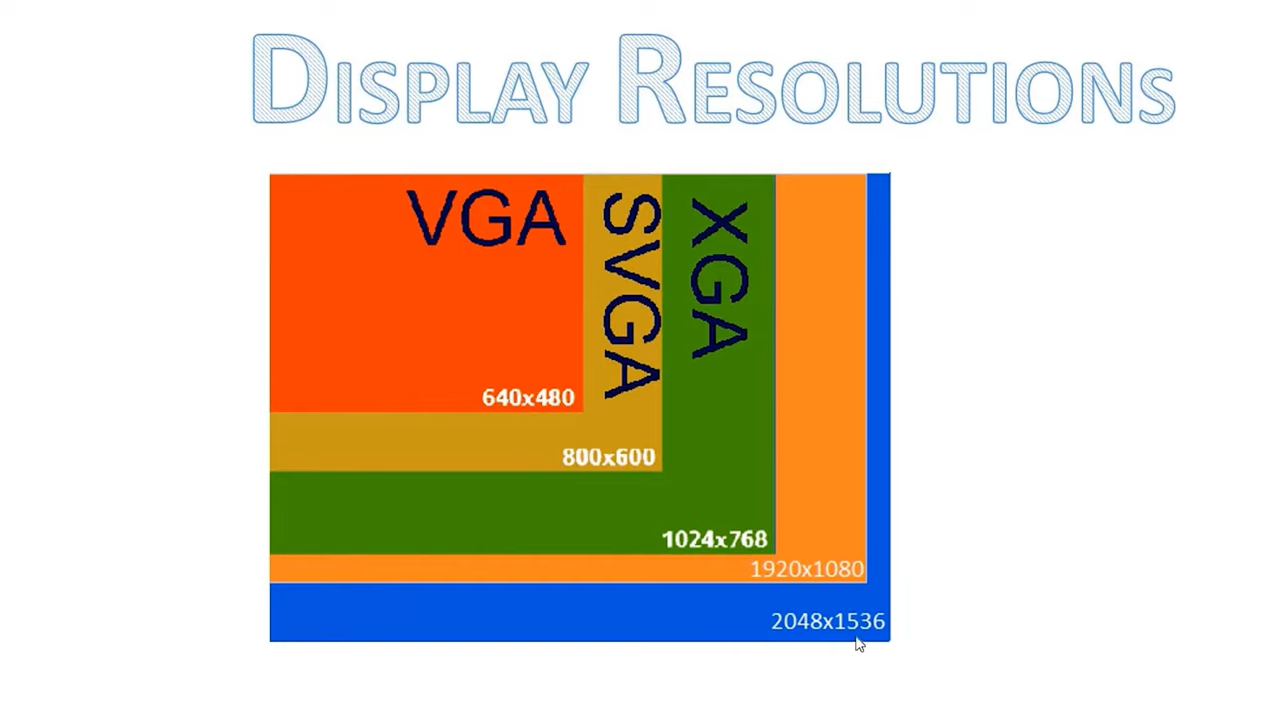 DISPLAY RESOLUTIONS
VGA
SVGA
XGA
640x480
800x600
1024x768
1920x1080
2048x1536